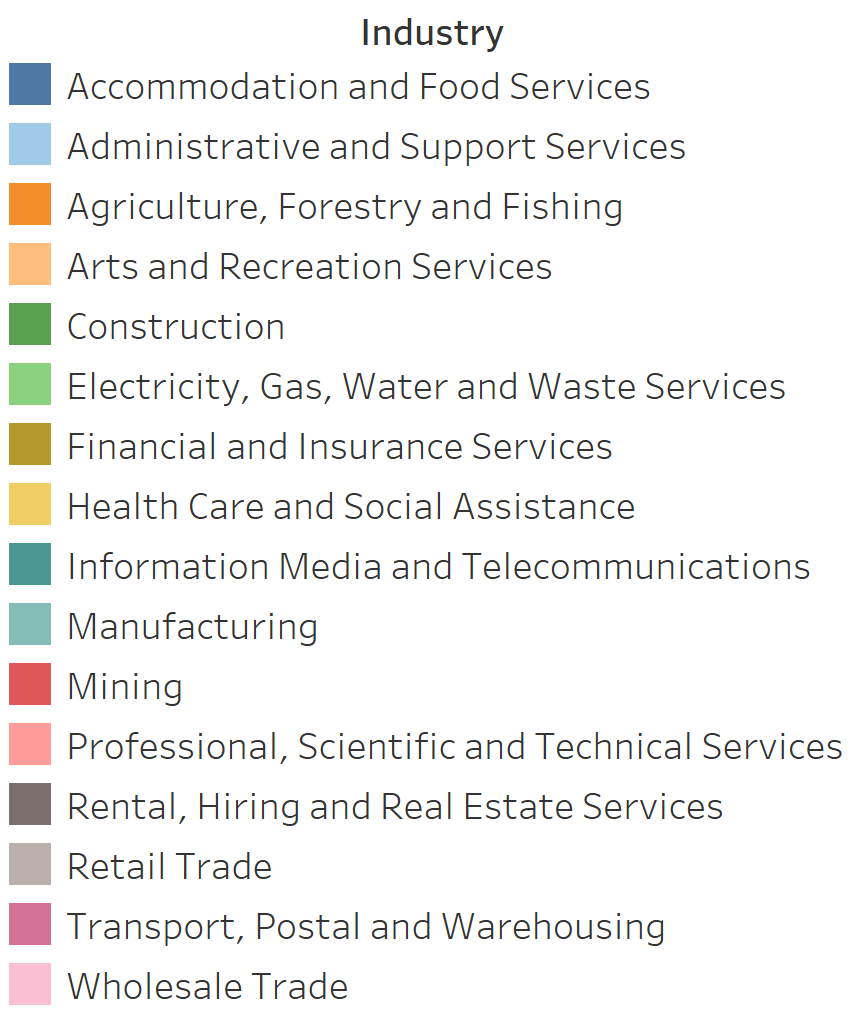 Industry
Accommodation and Food Services
Administrative and Support Services
Agriculture, Forestry and Fishing
Arts and Recreation Services
Construction
Electricity, Gas, Water and Waste Services
Financial and Insurance Services
Health Care and Social Assistance
Information Media and Telecommunications
Manufacturing
Mining
Professional, Scientific and Technical Services
Rental, Hiring and Real Estate Services
Retail Trade
Transport, Postal and Warehousing
Wholesale Trade